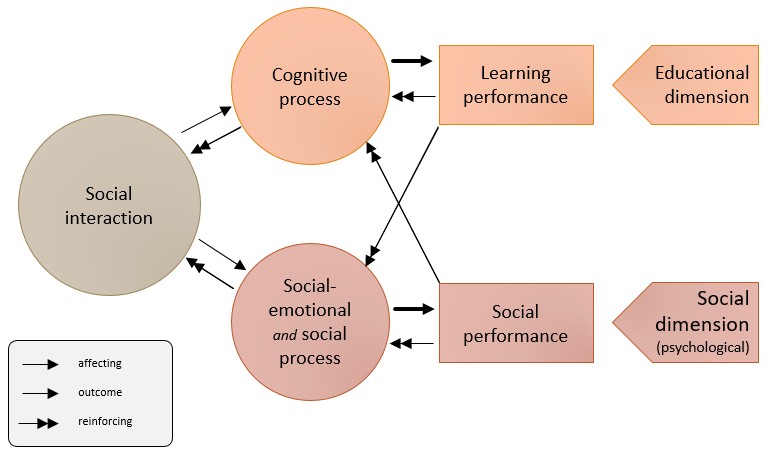 Cognitive
process
Learning
performance
Educational
dimension
Social
interaction
Social-
emotional
and social
process
Social
performance
Social
dimension
(psychological)
affecting
outcome
reinforcing